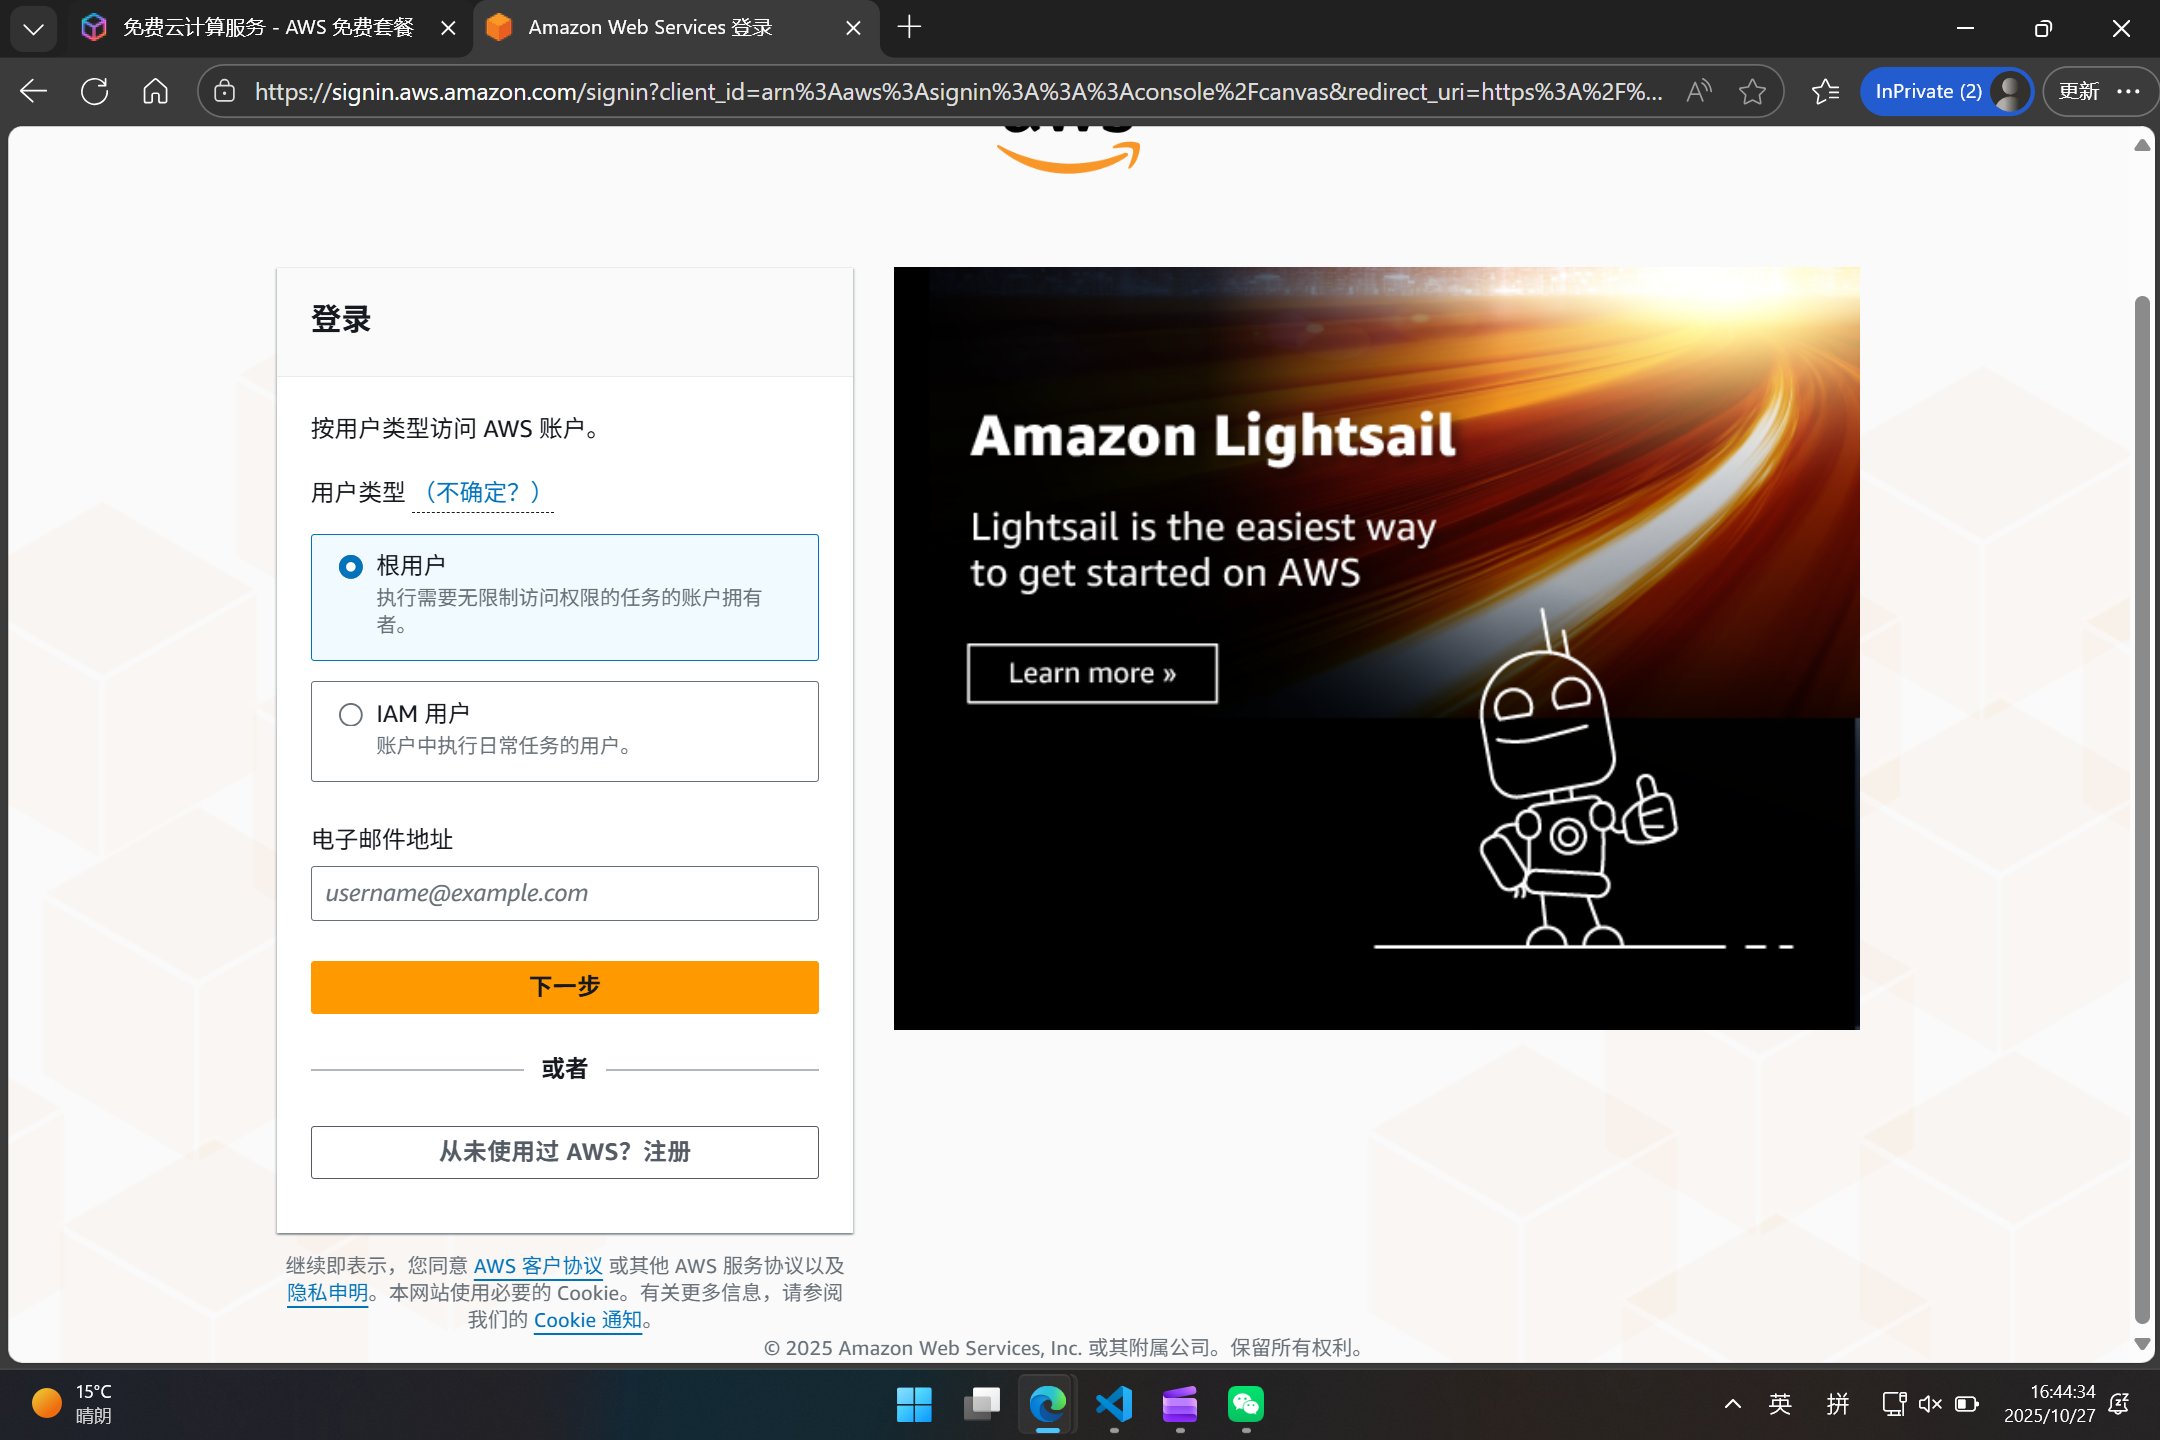 免费云计算服务 - AWS 免费套餐
Amazon Web Services 登录
https://signin.aws.amazon.com/signin?client_id=arn%3Aaws%3Asignin%3A%3A%3Aconsole%2Fcanvas&redirect_uri=https%3A%2F%...
InPrivate (2)
更新
aws
登录
按用户类型访问 AWS 账户。
用户类型 （不确定？）
根用户
执行需要无限制访问权限的任务的账户拥有
者。
IAM 用户
账户中执行日常任务的用户。
电子邮件地址
username@example.com
下一步
或者
从未使用过 AWS？注册
继续即表示，您同意 AWS 客户协议 或其他 AWS 服务协议以及
隐私申明。本网站使用必要的 Cookie。有关更多信息，请参阅
我们的 Cookie 通知。
Amazon Lightsail
Lightsail is the easiest way
to get started on AWS
Learn more »
© 2025 Amazon Web Services, Inc. 或其附属公司。保留所有权利。
15°C
晴朗
英
拼
16:44:34
2025/10/27